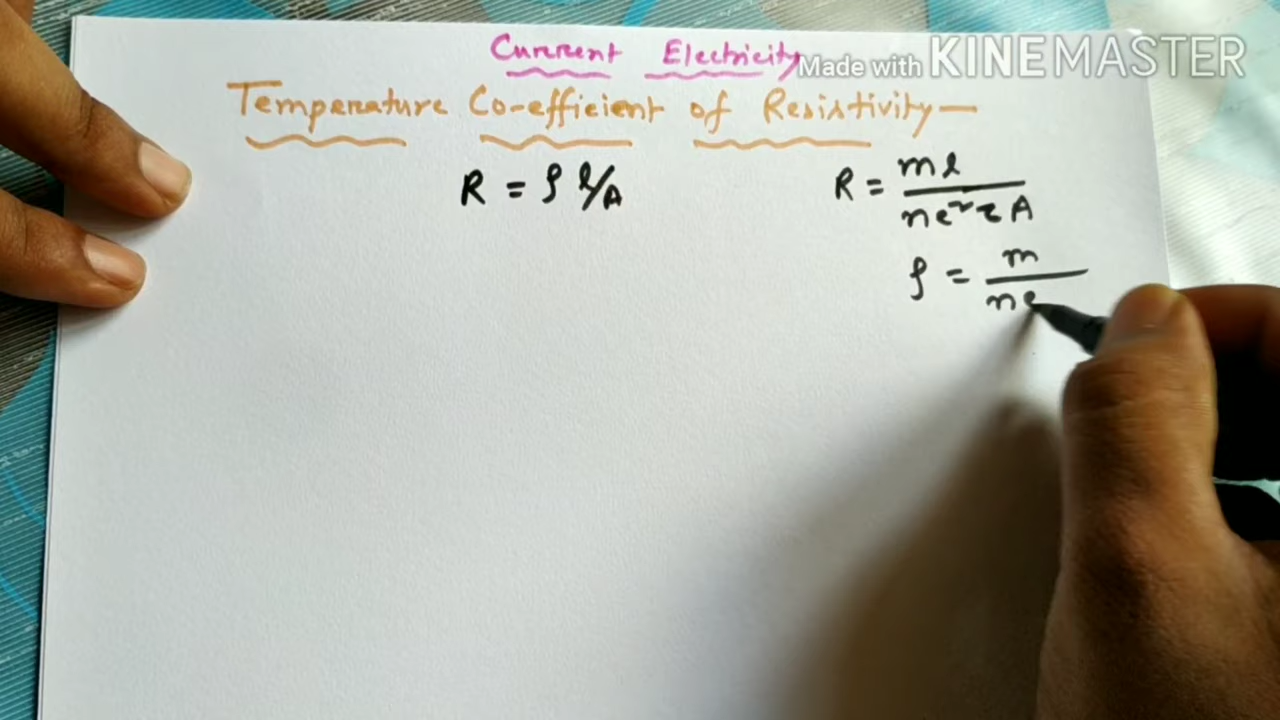 Current Electricity
Made with KINEMASTER
Temperature Co-efficient of Resistivity —
R = ρ l/A
R = ml / ne²τA
ρ = m / ne